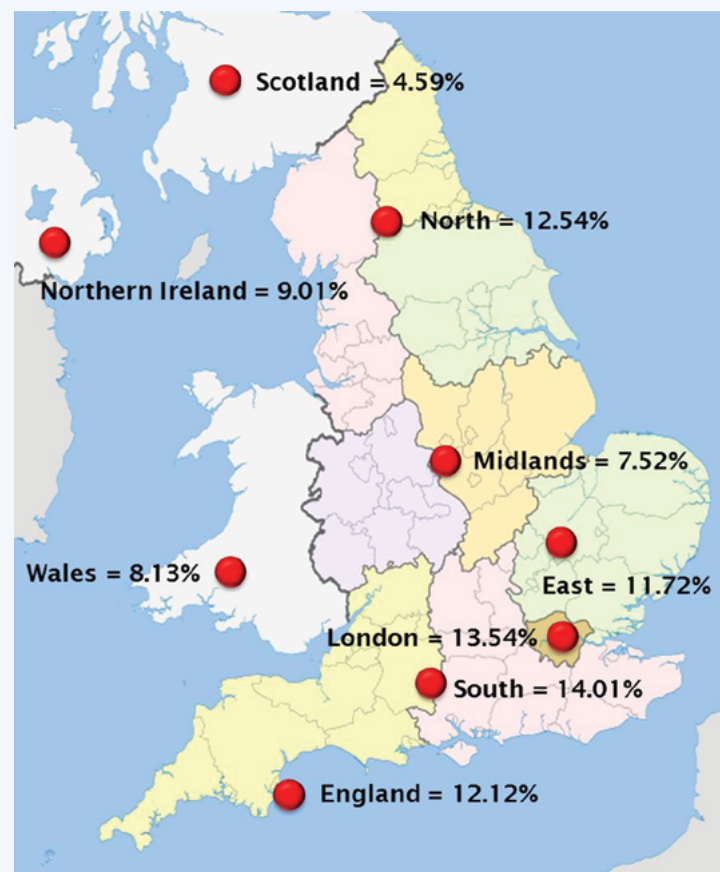 Scotland = 4.59%
North = 12.54%
Northern Ireland = 9.01%
Midlands = 7.52%
Wales = 8.13%
East = 11.72%
London = 13.54%
South = 14.01%
England = 12.12%